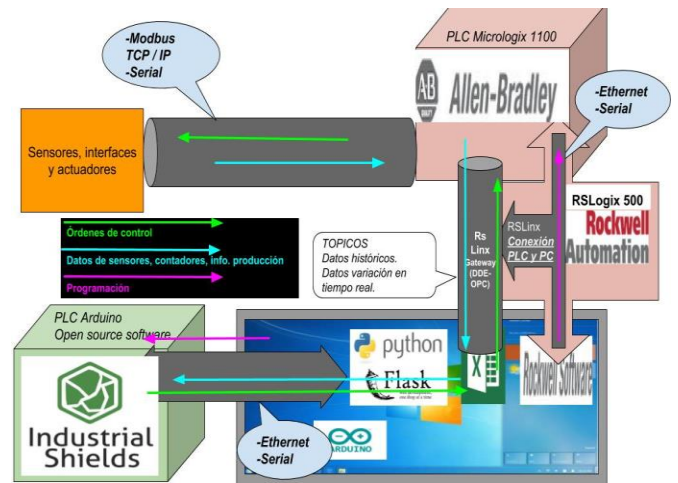 -Modbus
TCP / IP
-Serial
PLC Micrologix 1100
AB
ALLEN-BRADLEY
Allen-Bradley
-Ethernet
-Serial
Sensores, interfaces
y actuadores
RSLogix 500
Rockwell
Automation
RSLinx
Conexión
PLC y PC
Rs
Linx
Gateway
(DDE-
OPC)
Órdenes de control
Datos de sensores, contadores, info. producción
Programación
TOPICOS
Datos históricos.
Datos variación en
tiempo real.
PLC Arduino
Open source software
Industrial
Shields
python
Flask
X
Rockwell Software
ARDUINO
-Ethernet
-Serial